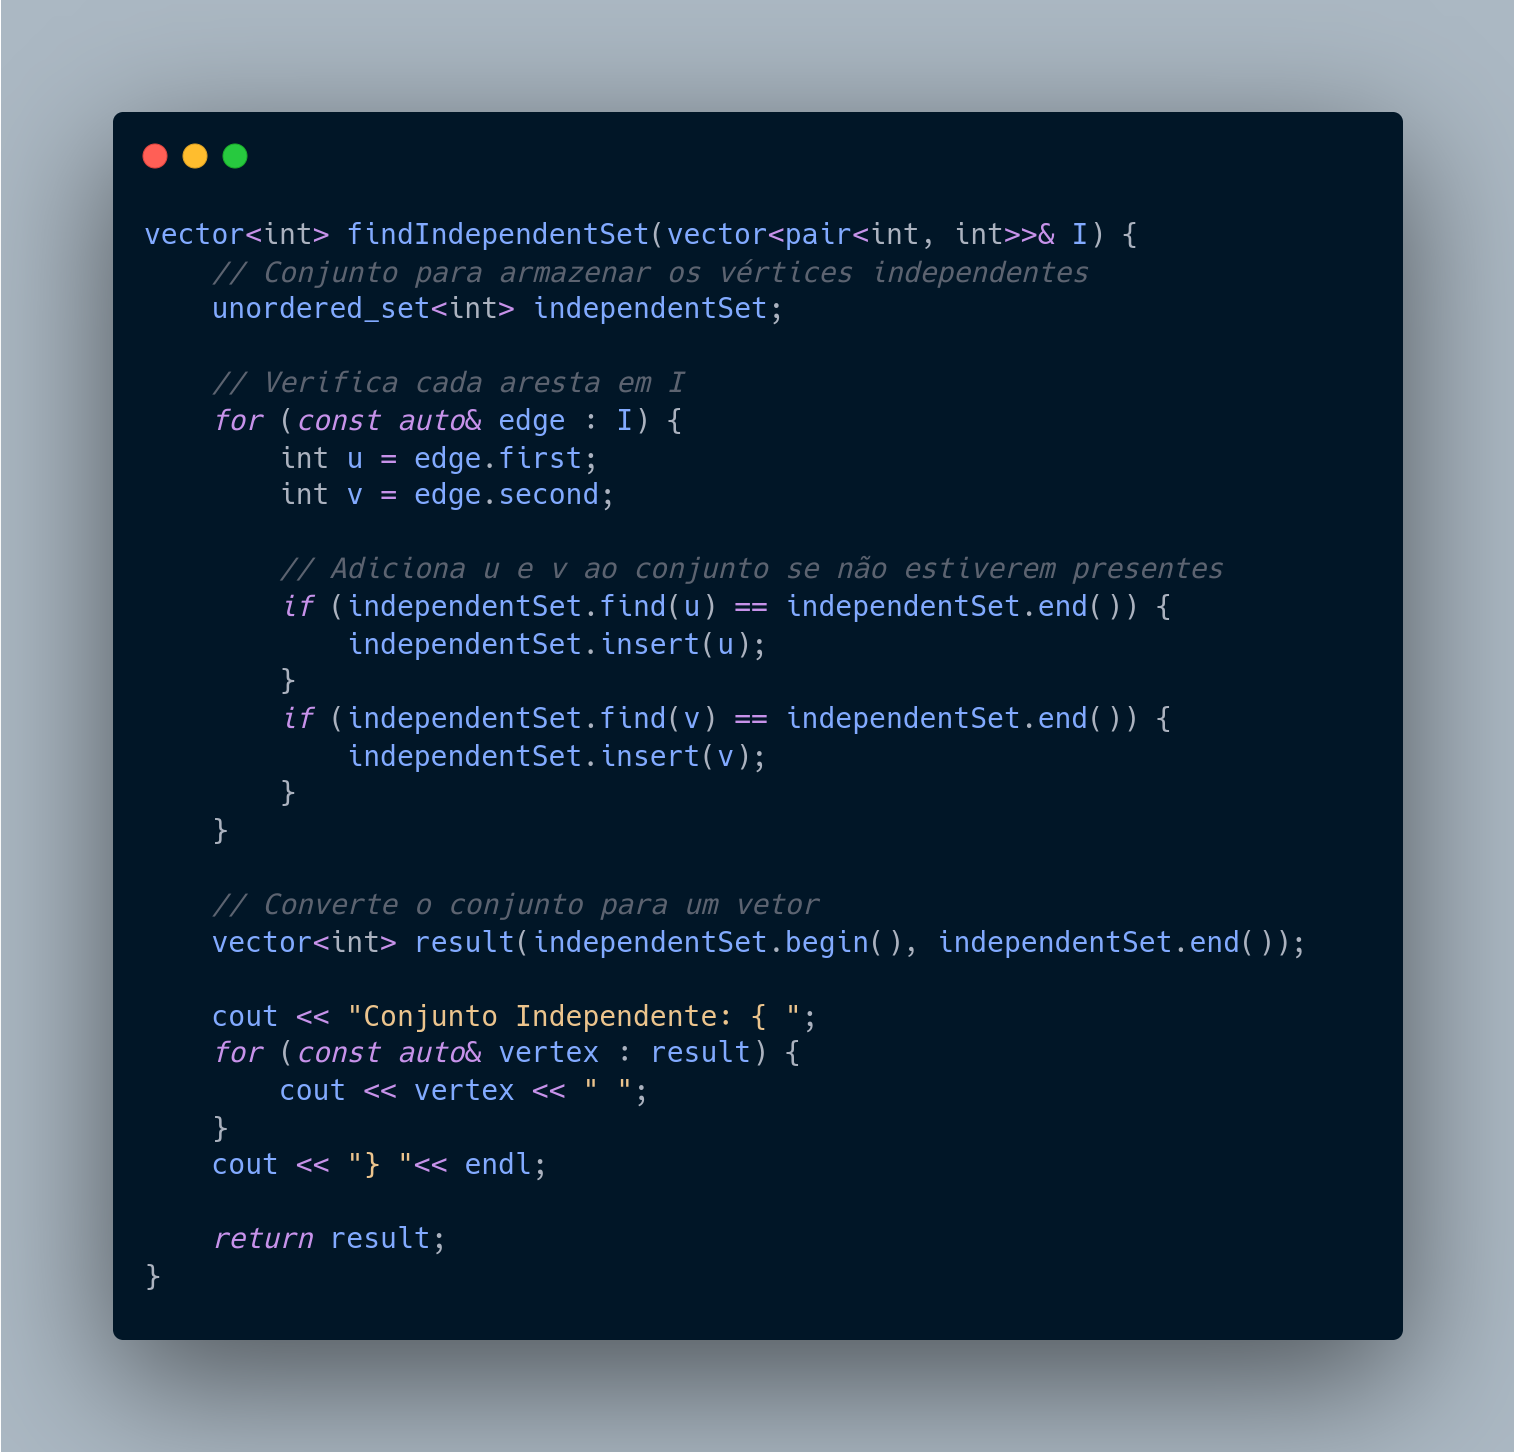 vector<int> findIndependentSet(vector<pair<int, int>>& I) {
    // Conjunto para armazenar os vértices independentes
    unordered_set<int> independentSet;

    // Verifica cada aresta em I
    for (const auto& edge : I) {
        int u = edge.first;
        int v = edge.second;

        // Adiciona u e v ao conjunto se não estiverem presentes
        if (independentSet.find(u) == independentSet.end()) {
            independentSet.insert(u);
        }
        if (independentSet.find(v) == independentSet.end()) {
            independentSet.insert(v);
        }
    }

    // Converte o conjunto para um vetor
    vector<int> result(independentSet.begin(), independentSet.end());

    cout << "Conjunto Independente: { ";
    for (const auto& vertex : result) {
        cout << vertex << " ";
    }
    cout << "} "<< endl;

    return result;
}